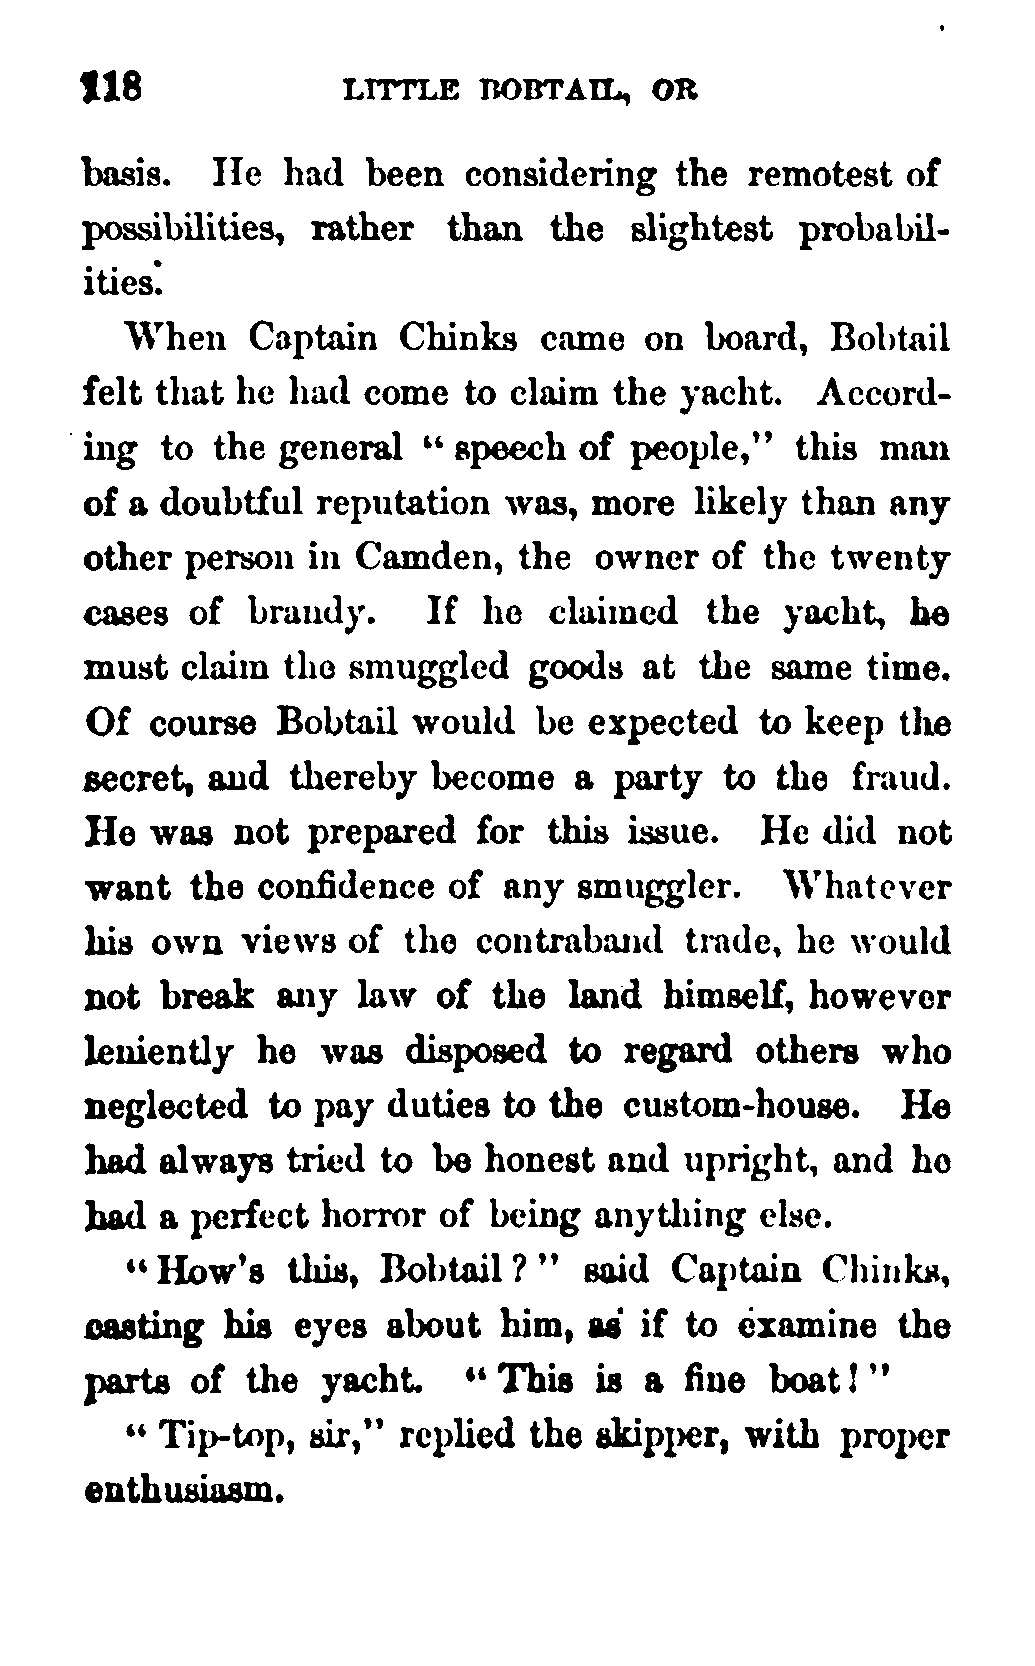 118 LITTLE BOBTAIL, OR
basis. He had been considering the remotest of
possibilities, rather than the slightest probabil-
ities.
When Captain Chinks came on board, Bobtail
felt that he had come to claim the yacht. Accord-
ing to the general “ speech of people,” this man
of a doubtful reputation was, more likely than any
other person in Camden, the owner of the twenty
cases of brandy. If he claimed the yacht, he
must claim the smuggled goods at the same time.
Of course Bobtail would be expected to keep the
secret, and thereby become a party to the fraud.
He was not prepared for this issue. He did not
want the confidence of any smuggler. Whatever
his own views of the contraband trade, he would
not break any law of the land himself, however
leniently he was disposed to regard others who
neglected to pay duties to the custom-house. He
had always tried to be honest and upright, and he
had a perfect horror of being anything else.
“ How's this, Bobtail ? ” said Captain Chinks,
casting his eyes about him, as if to examine the
parts of the yacht. “ This is a fine boat ! ”
“ Tip-top, sir,” replied the skipper, with proper
enthusiasm.